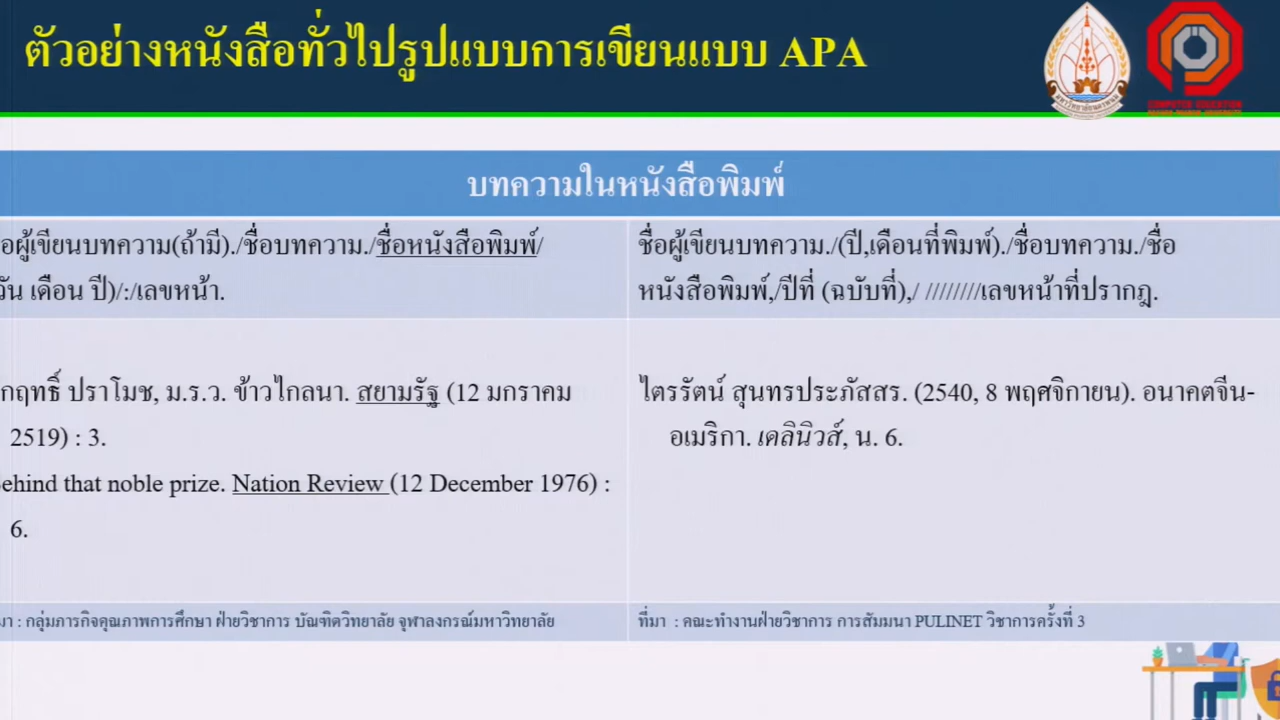 ตัวอย่างหนังสือทั่วไปรูปแบบการเขียนแบบ APA
มหาวิทยาลัยนครพนม
COMPUTER EDUCATION
บทความในหนังสือพิมพ์
อผู้เขียนบทความ(ถ้ามี)./ชื่อบทความ./ชื่อหนังสือพิมพ์/
วัน เดือน ปี)/:/เลขหน้า.
ชื่อผู้เขียนบทความ./(ปี,เดือนที่พิมพ์)./ชื่อบทความ./ชื่อ
หนังสือพิมพ์,/ปีที่ (ฉบับที่),/ ////////เลขหน้าที่ปรากฎ.
กฤทธิ์ ปราโมช, ม.ร.ว. ข้าวไกลนา. สยามรัฐ (12 มกราคม
2519) : 3.
ehind that noble prize. Nation Review (12 December 1976) :
6.
ไตรรัตน์ สุนทรประภัสสร. (2540, 8 พฤศจิกายน). อนาคตจีน-
อเมริกา. เดลินิวส์, น. 6.
มา : กลุ่มภารกิจคุณภาพการศึกษา ฝ่ายวิชาการ บัณฑิตวิทยาลัย จุฬาลงกรณ์มหาวิทยาลัย
ที่มา : คณะทำงานฝ่ายวิชาการ การสัมมนา PULINET วิชาการครั้งที่ 3